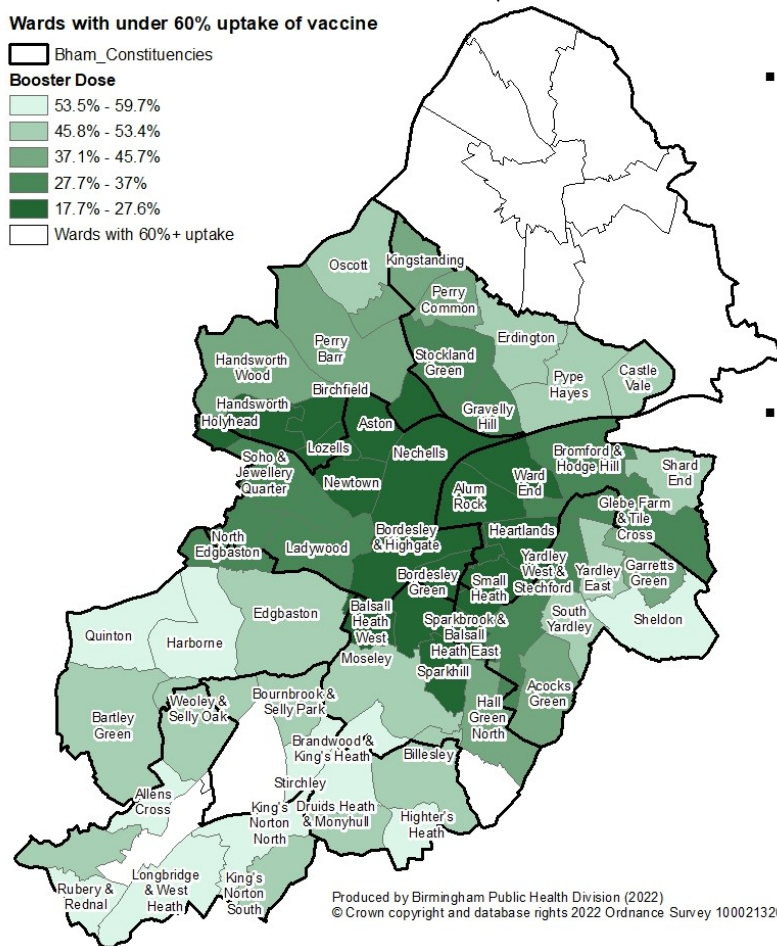 Wards with under 60% uptake of vaccine
Bham_Constituencies
Booster Dose
53.5% - 59.7%
45.8% - 53.4%
37.1% - 45.7%
27.7% - 37%
17.7% - 27.6%
Wards with 60%+ uptake
Oscott
Kingstanding
Perry
Common
Erdington
Perry
Barr
Stockland
Green
Handsworth
Wood
Pype
Hayes
Castle
Vale
Birchfield
Handsworth
Holyhead
Aston
Gravelly
Hill
Lozells
Nechells
Bromford &
Hodge Hill
Soho &
Jewellery
Quarter
Newtown
Alum
Rock
Ward
End
Shard
End
Glebe Farm
& Tile
Cross
North
Edgbaston
Ladywood
Bordesley
& Highgate
Heartlands
Yardley
West &
Stechford
Yardley
East
Garretts
Green
Bordesley
Green
Small
Heath
Edgbaston
Balsall
Heath
West
Sparkbrook &
Balsall
Heath East
South
Yardley
Sheldon
Quinton
Harborne
Moseley
Sparkhill
Acocks
Green
Bartley
Green
Weoley &
Selly Oak
Bournbrook &
Selly Park
Hall
Green
North
Brandwood &
King's Heath
Billesley
Allens
Cross
Stirchley
King's
Norton
North
Druids Heath
& Monyhull
Highter's
Heath
Rubery &
Rednal
Longbridge
& West
Heath
King's
Norton
South
Produced by Birmingham Public Health Division (2022)
© Crown copyright and database rights 2022 Ordnance Survey 10002132